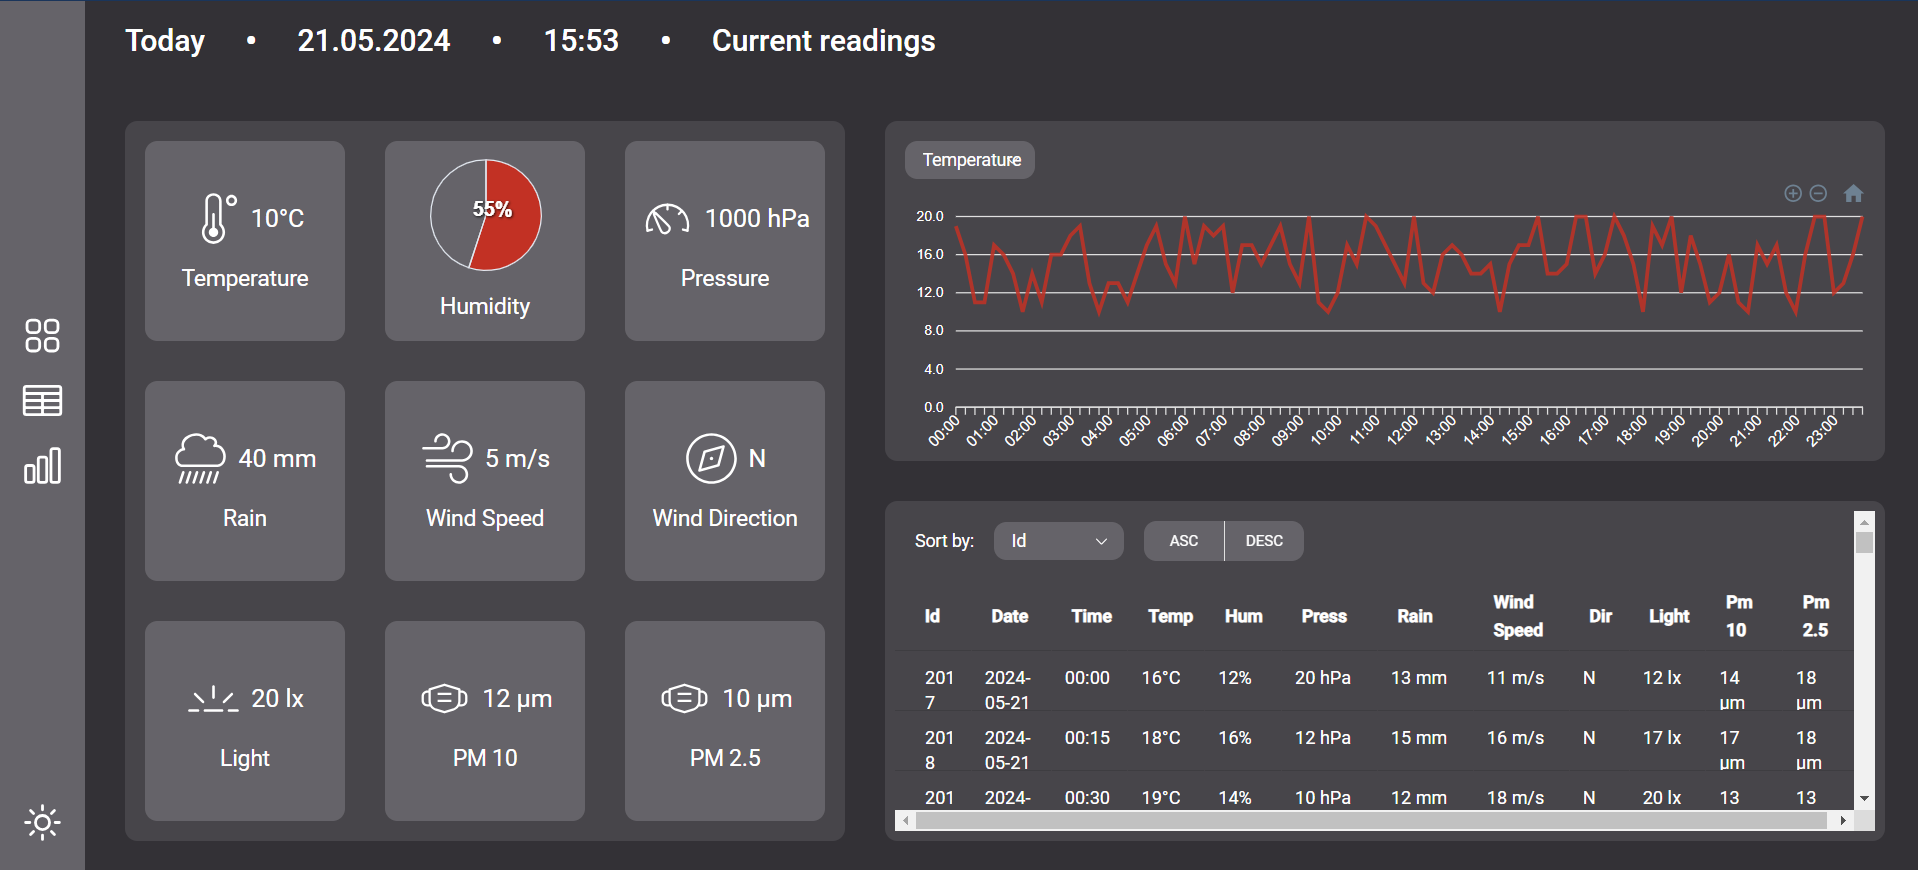 Today • 21.05.2024 • 15:53 • Current readings
10°C
Temperature
55%
Humidity
1000 hPa
Pressure
40 mm
Rain
5 m/s
Wind Speed
N
Wind Direction
20 lx
Light
12 µm
PM 10
10 µm
PM 2.5
Temperature
20.0
16.0
12.0
8.0
4.0
0.0
00:00 01:00 02:00 03:00 04:00 05:00 06:00 07:00 08:00 09:00 10:00 11:00 12:00 13:00 14:00 15:00 16:00 17:00 18:00 19:00 20:00 21:00 22:00 23:00
Sort by: Id ASC DESC
Id Date Time Temp Hum Press Rain Wind Speed Dir Light Pm 10 Pm 2.5
2017 2024-05-21 00:00 16°C 12% 20 hPa 13 mm 11 m/s N 12 lx 14 µm 18 µm
2018 2024-05-21 00:15 18°C 16% 12 hPa 15 mm 16 m/s N 17 lx 17 µm 18 µm
201 2024- 00:30 19°C 14% 10 hPa 12 mm 18 m/s N 20 lx 13 13